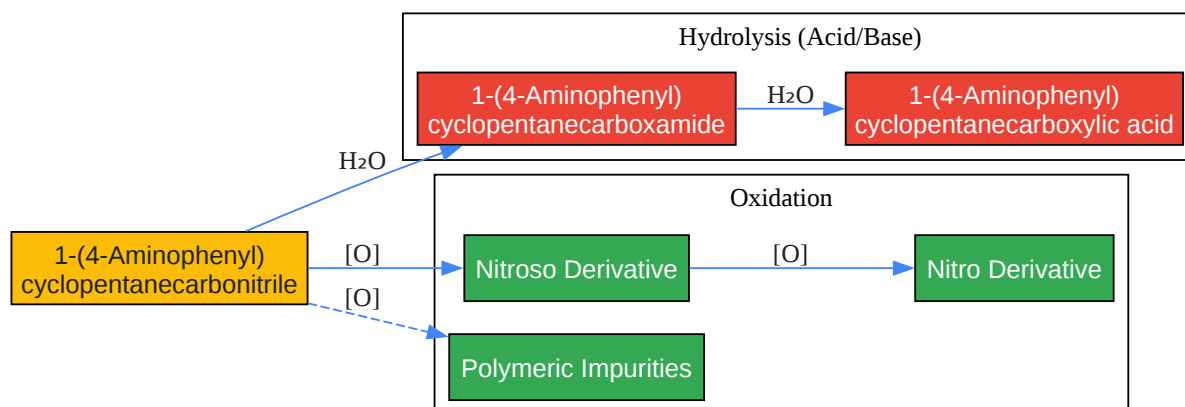 Hydrolysis (Acid/Base)
1-(4-Aminophenyl)
cyclopentanecarboxamide
H₂O
1-(4-Aminophenyl)
cyclopentanecarboxylic acid
H₂O
Oxidation
1-(4-Aminophenyl)
cyclopentanecarbonitrile
[O]
Nitroso Derivative
[O]
Nitro Derivative
[O]
Polymeric Impurities